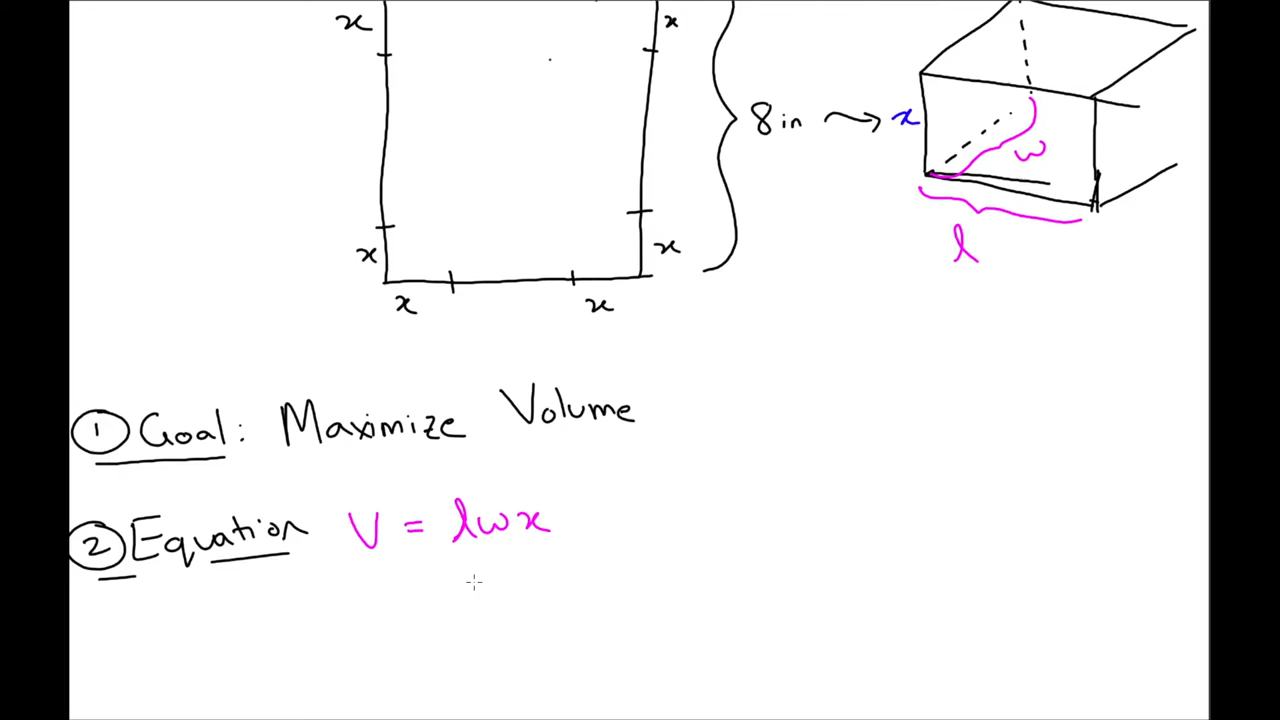 x x
8 in x
w
x x
l
x x
① Goal: Maximize Volume
② Equation V = lwx